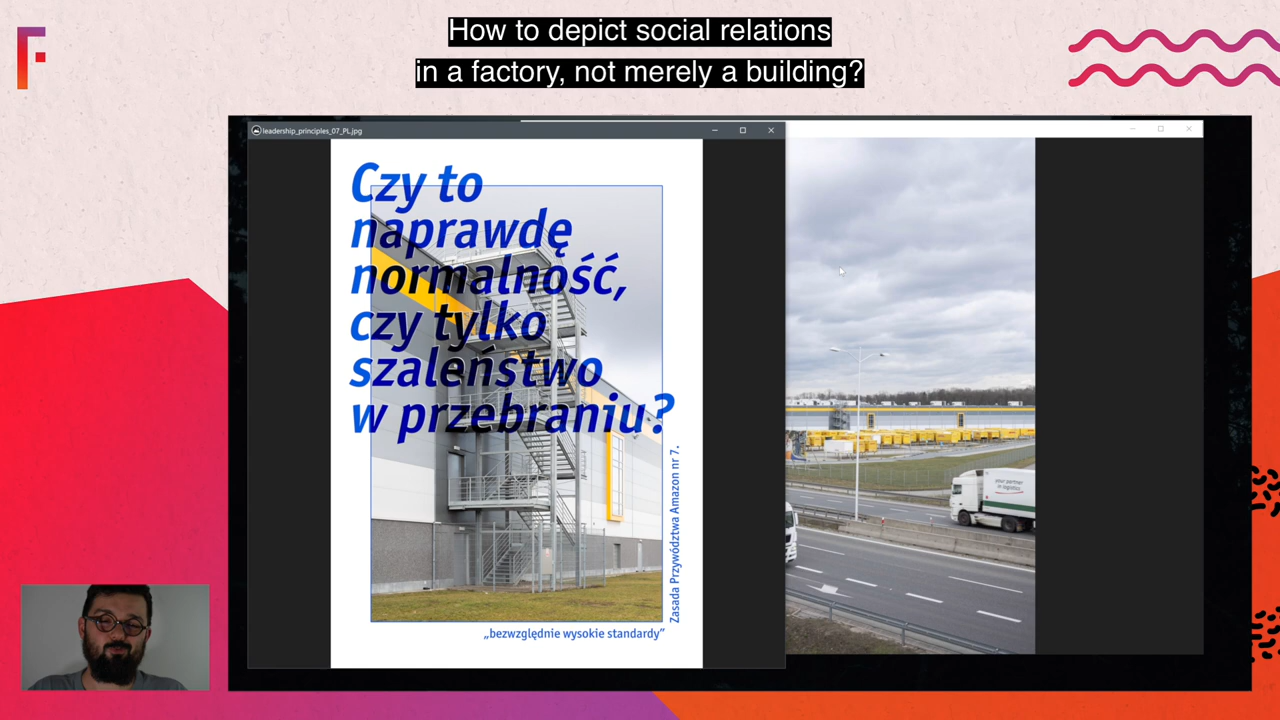 How to depict social relations
in a factory, not merely a building?
leadership_principles_07_PL.jpg
Czy to
naprawdę
normalność,
czy tylko
szaleństwo
w przebraniu?
Zasada Przywództwa Amazon nr 7.
„bezwzględnie wysokie standardy”
your partner
in logistics